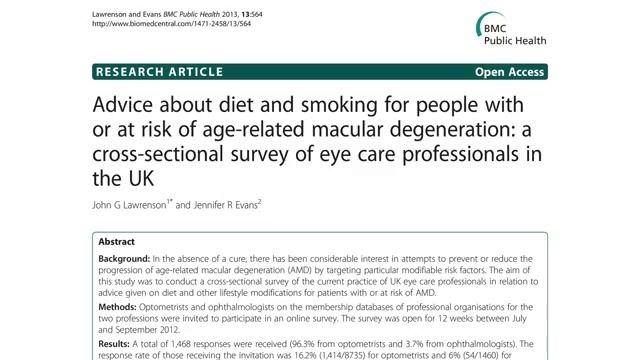 Lawrenson and Evans BMC Public Health 2013, 13:564
http://www.biomedcentral.com/1471-2458/13/564
BMC
Public Health
RESEARCH ARTICLE
Open Access
Advice about diet and smoking for people with
or at risk of age-related macular degeneration: a
cross-sectional survey of eye care professionals in
the UK
John G Lawrenson1* and Jennifer R Evans2
Abstract
Background: In the absence of a cure, there has been considerable interest in attempts to prevent or reduce the
progression of age-related macular degeneration (AMD) by targeting particular modifiable risk factors. The aim of
this study was to conduct a cross-sectional survey of the current practice of UK eye care professionals in relation to
advice given on diet and other lifestyle modifications for patients with or at risk of AMD.
Methods: Optometrists and ophthalmologists on the membership databases of professional organisations for the
two professions were invited to participate in an online survey. The survey was open for 12 weeks between July
and September 2012.
Results: A total of 1,468 responses were received (96.3% from optometrists and 3.7% from ophthalmologists). The
response rate of those receiving the invitation was 16.2% (1,414/8735) for optometrists and 6% (54/1460) for